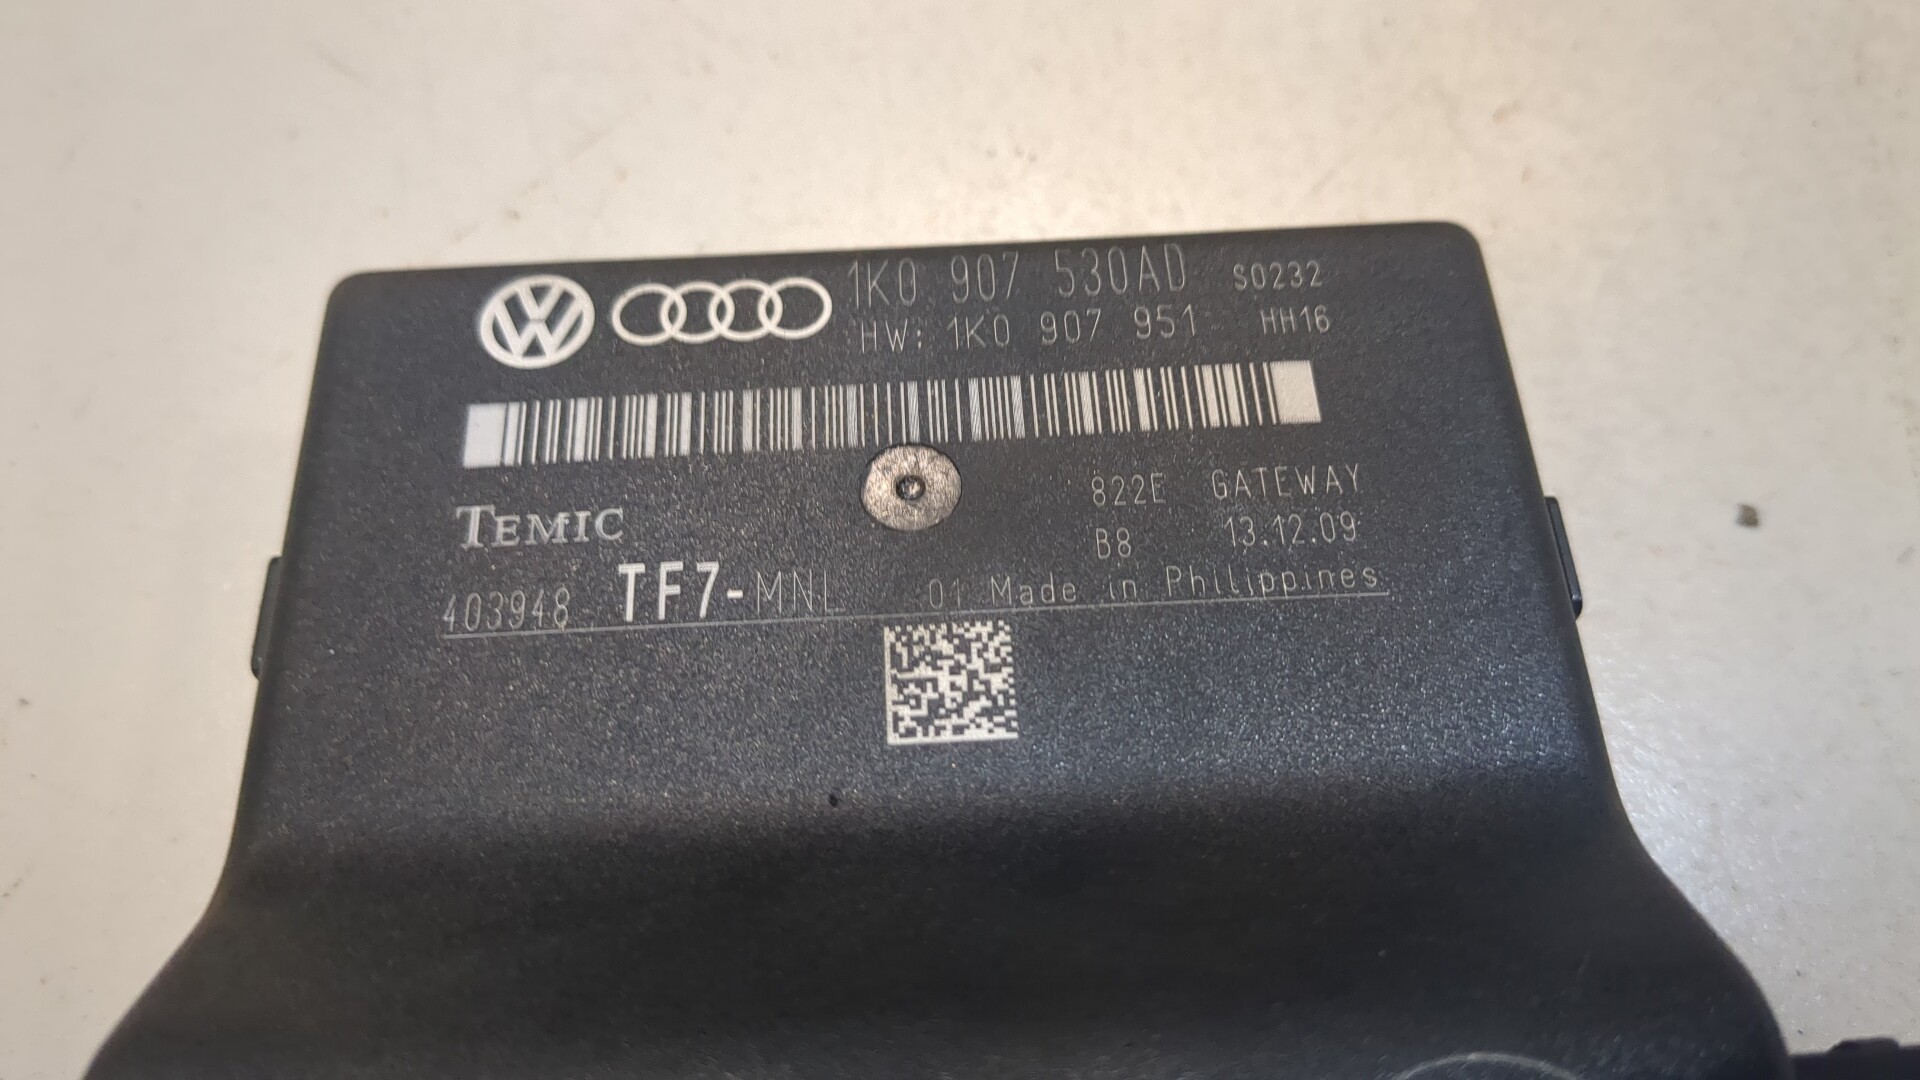 1K0 907 530AD S0232
HW: 1K0 907 951 HH16
822E GATEWAY
TEMIC B8 13.12.09
403948 TF7-MNL 01 Made in Philippines